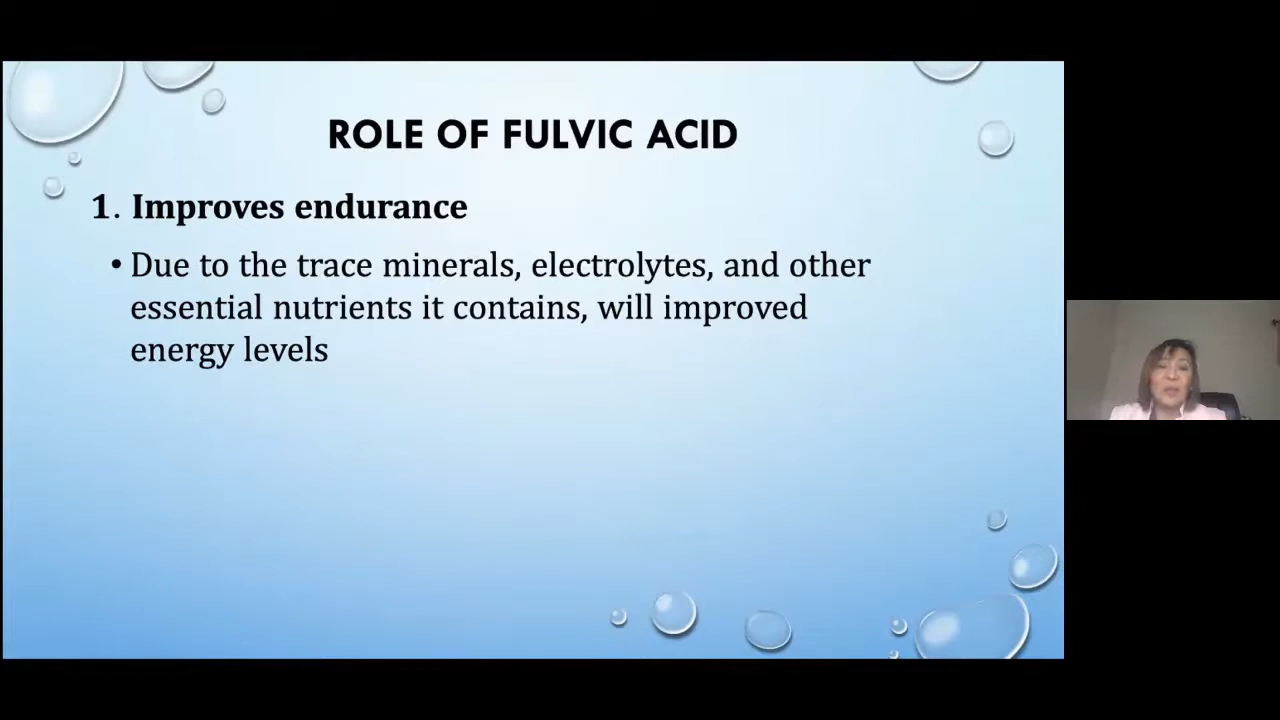 ROLE OF FULVIC ACID
1. Improves endurance
• Due to the trace minerals, electrolytes, and other
essential nutrients it contains, will improved
energy levels